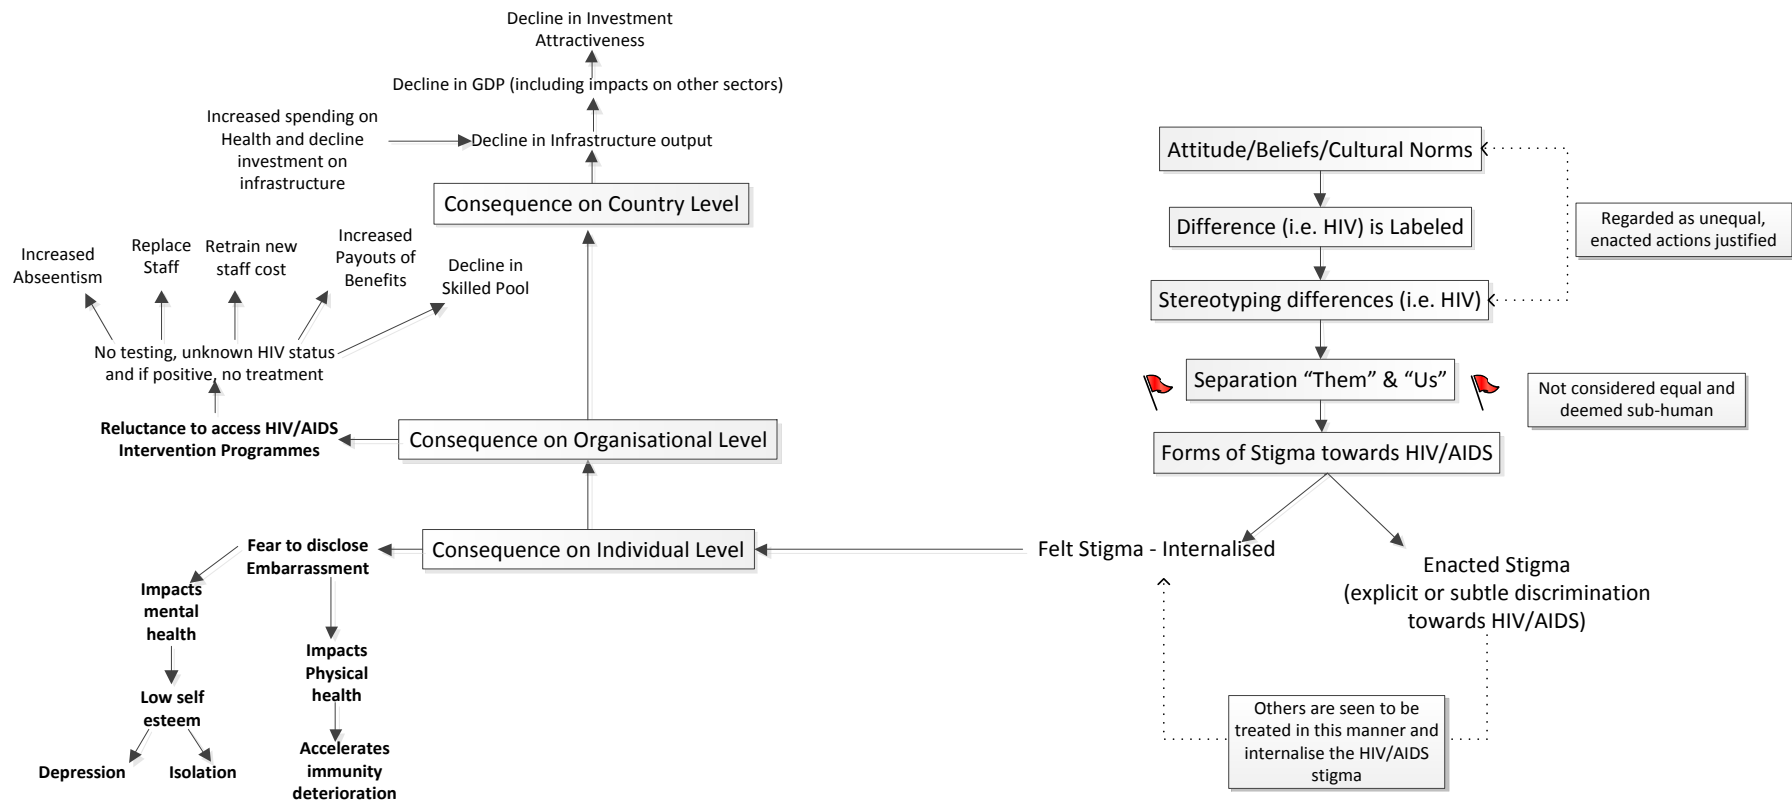 Decline in Investment
Attractiveness
Decline in GDP (including impacts on other sectors)
Increased spending on
Health and decline
investment on
infrastructure
Decline in Infrastructure output
Consequence on Country Level
Increased
Abseentism
Replace
Staff
Retrain new
staff cost
Increased
Payouts of
Benefits
Decline in
Skilled Pool
No testing, unknown HIV status
and if positive, no treatment
Reluctance to access HIV/AIDS
Intervention Programmes
Consequence on Organisational Level
Fear to disclose
Embarrassment
Consequence on Individual Level
Impacts
mental
health
Low self
esteem
Depression
Isolation
Impacts
Physical
health
Accelerates
immunity
deterioration
Attitude/Beliefs/Cultural Norms
Difference (i.e. HIV) is Labeled
Regarded as unequal,
enacted actions justified
Stereotyping differences (i.e. HIV)
Separation “Them” & “Us”
Not considered equal and
deemed sub-human
Forms of Stigma towards HIV/AIDS
Felt Stigma - Internalised
Enacted Stigma
(explicit or subtle discrimination
towards HIV/AIDS)
Others are seen to be
treated in this manner and
internalise the HIV/AIDS
stigma